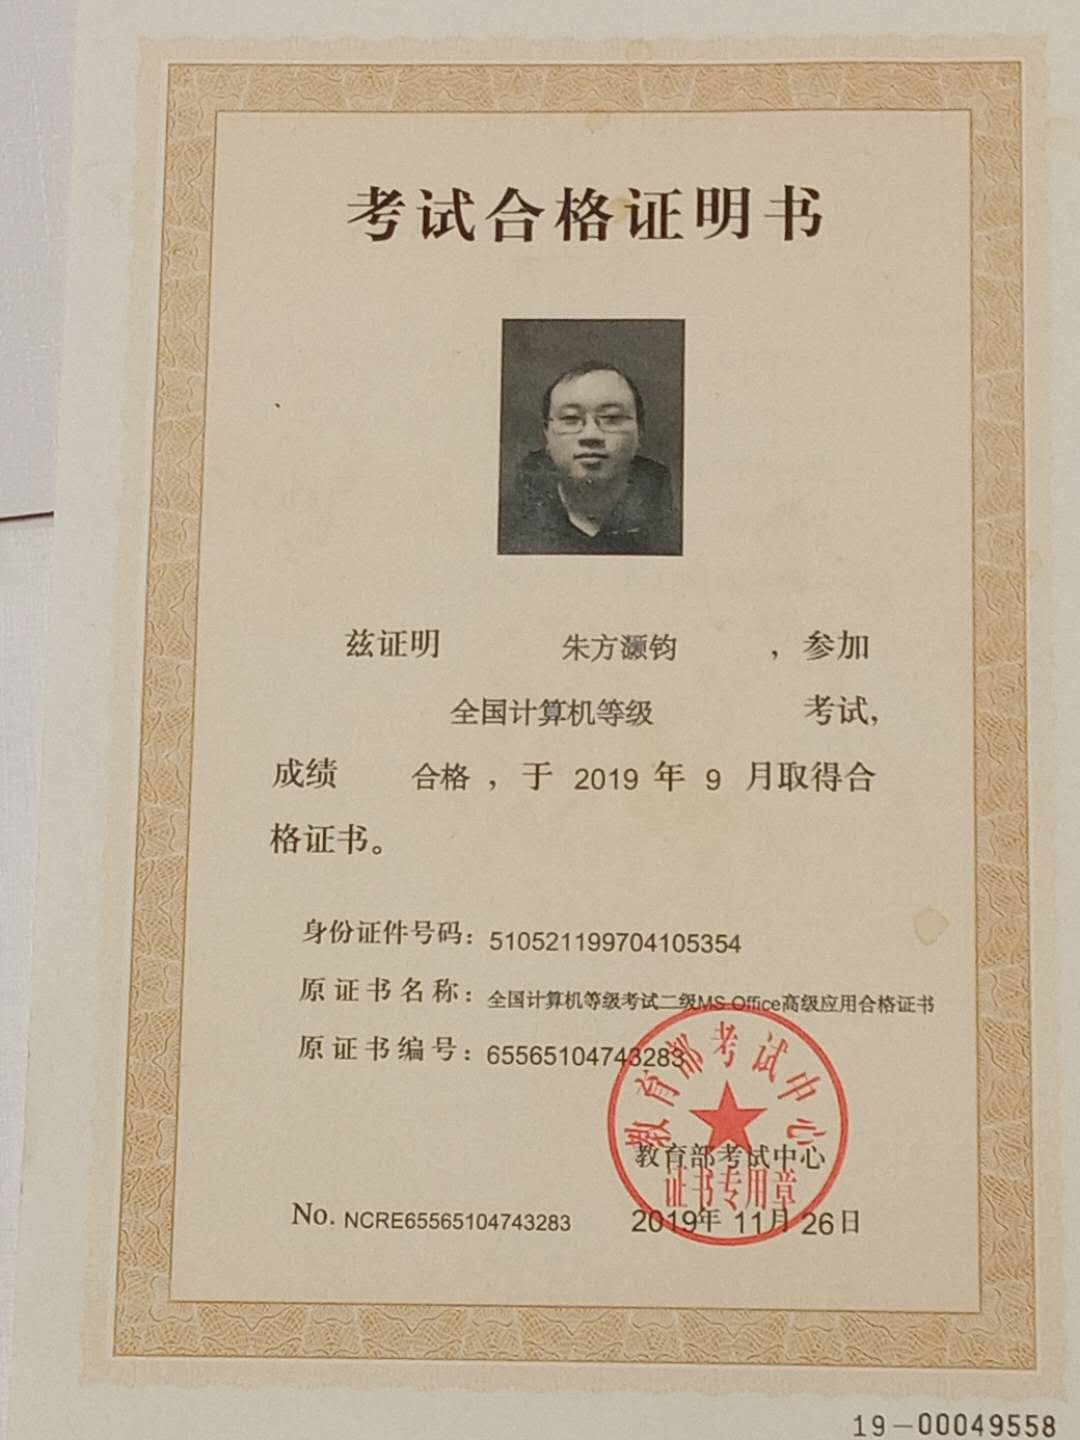 考试合格证明书
兹证明 朱方灏钧 ，参加
全国计算机等级 考试，
成绩 合格 ，于 2019 年 9 月取得合
格证书。
身份证件号码：510521199704105354
原证书名称：全国计算机等级考试二级MS Office高级应用合格证书
原证书编号：65565104743283
教育部考试中心
教育部考试中心
证书专用章
No. NCRE65565104743283 2019年 11月 26日
19-00049558